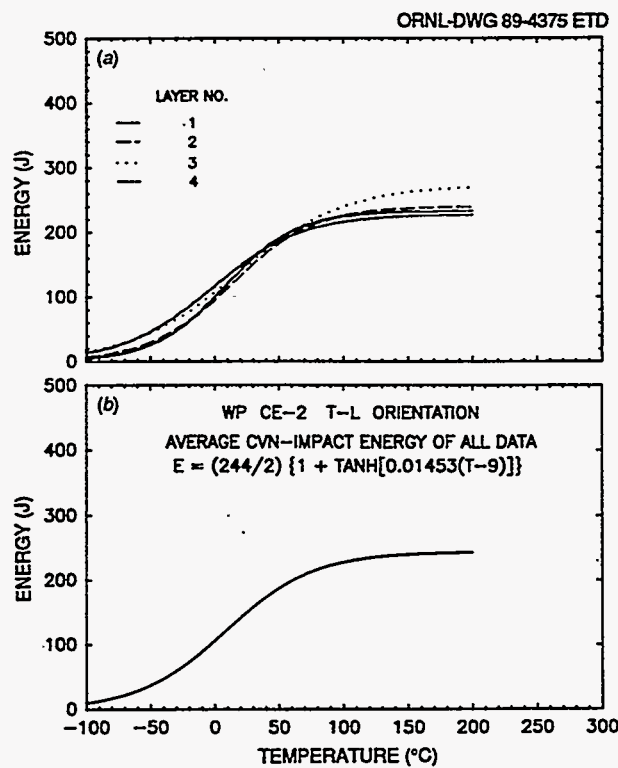 ORNL-DWG 89-4375 ETD
500
(a)
LAYER NO.
1
2
3
4
400
300
200
100
0
ENERGY (J)
500
(b)
WP CE-2 T-L ORIENTATION
AVERAGE CVN-IMPACT ENERGY OF ALL DATA
E = (244/2) {1 + TANH[0.01453(T-9)]}
400
300
200
100
0
ENERGY (J)
-100 -50 0 50 100 150 200 250 300
TEMPERATURE (°C)